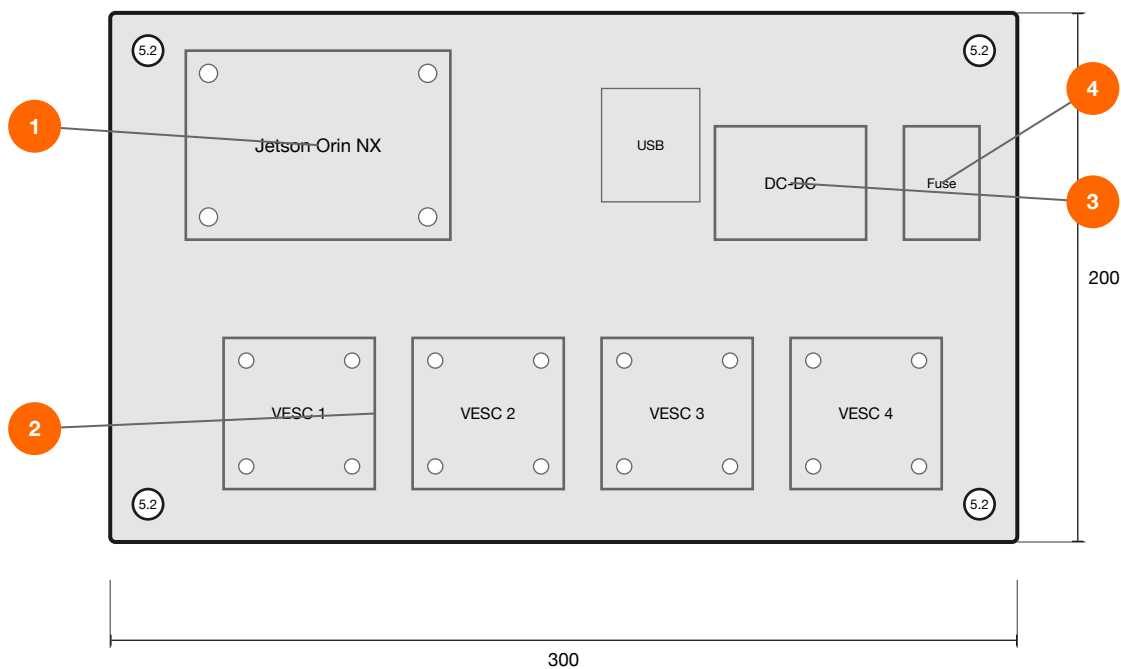 5.2
5.2
4
1
Jetson Orin NX
USB
DC-DC
Fuse
3
200
VESC 1
VESC 2
VESC 3
VESC 4
2
5.2
5.2
300